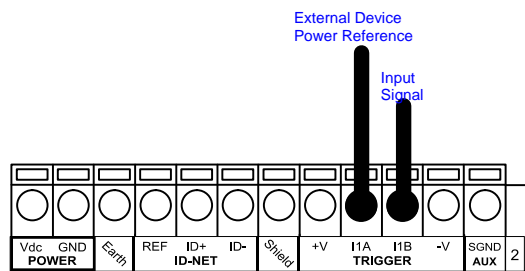 External Device
Power Reference
Input
Signal
Vdc GND Earth REF ID+ ID- Shield +V I1A I1B -V SGND 2
POWER ID-NET TRIGGER AUX